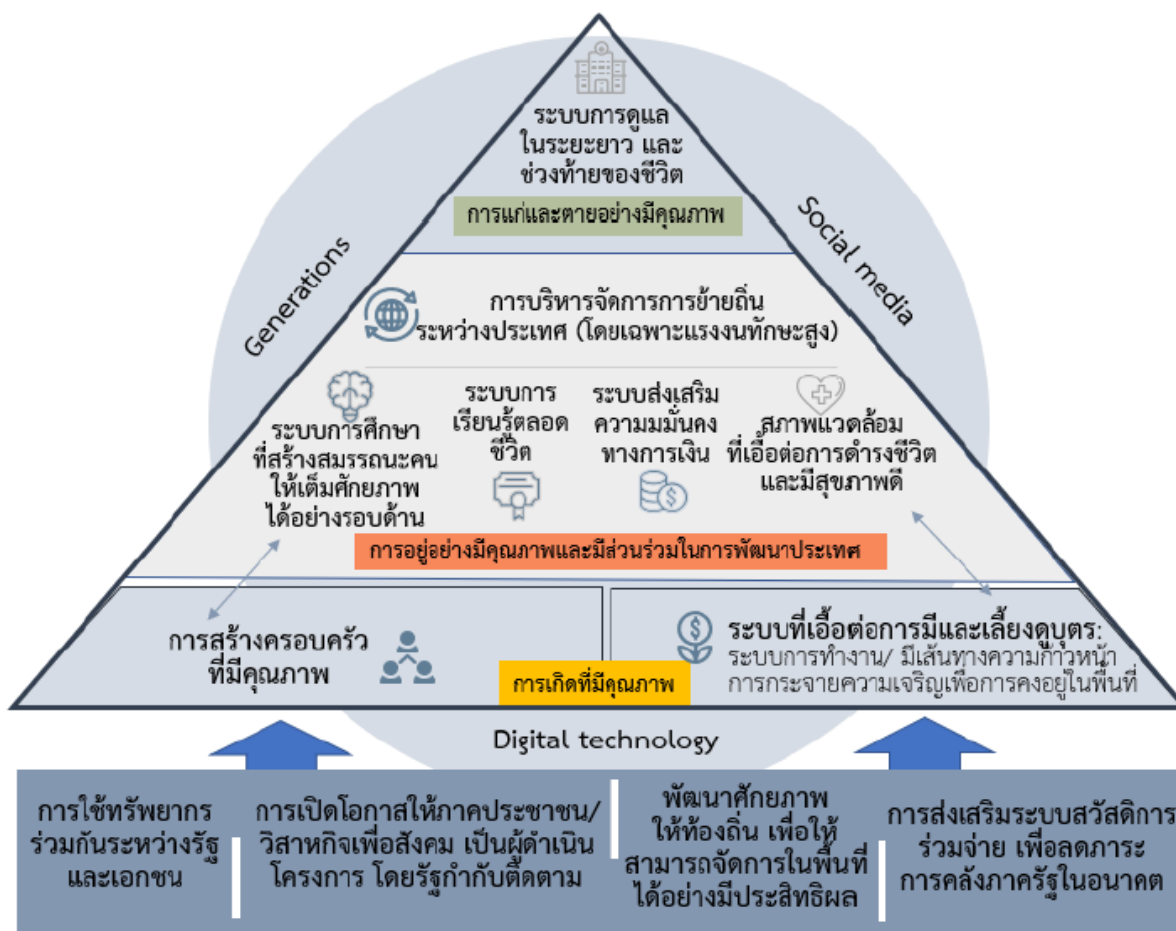 ระบบการดูแล
ในระยะยาว และ
ช่วงท้ายของชีวิต
การแก่และตายอย่างมีคุณภาพ
Generations
Social media
การบริหารจัดการการย้ายถิ่น
ระหว่างประเทศ (โดยเฉพาะแรงงนทักษะสูง)
ระบบการศึกษา
ที่สร้างสมรรถนะคน
ให้เต็มศักยภาพ
ได้อย่างรอบด้าน
ระบบการ
เรียนรู้ตลอด
ชีวิต
ระบบส่งเสริม
ความมมั่นคง
ทางการเงิน
สภาพแวดล้อม
ที่เอื้อต่อการดำรงชีวิต
และมีสุขภาพดี
การอยู่อย่างมีคุณภาพและมีส่วนร่วมในการพัฒนาประเทศ
การสร้างครอบครัว
ที่มีคุณภาพ
ระบบที่เอื้อต่อการมีและเลี้ยงดูบุตร:
ระบบการทำงาน/ มีเส้นทางความก้าวหน้า
การกระจายความเจริญเพื่อการคงอยู่ในพื้นที่
การเกิดที่มีคุณภาพ
Digital technology
การใช้ทรัพยากร
ร่วมกันระหว่างรัฐ
และเอกชน
การเปิดโอกาสให้ภาคประชาชน/
วิสาหกิจเพื่อสังคม เป็นผู้ดำเนิน
โครงการ โดยรัฐกำกับติดตาม
พัฒนาศักยภาพ
ให้ท้องถิ่น เพื่อให้
สามารถจัดการในพื้นที่
ได้อย่างมีประสิทธิผล
การส่งเสริมระบบสวัสดิการ
ร่วมจ่าย เพื่อลดภาระ
การคลังภาครัฐในอนาคต